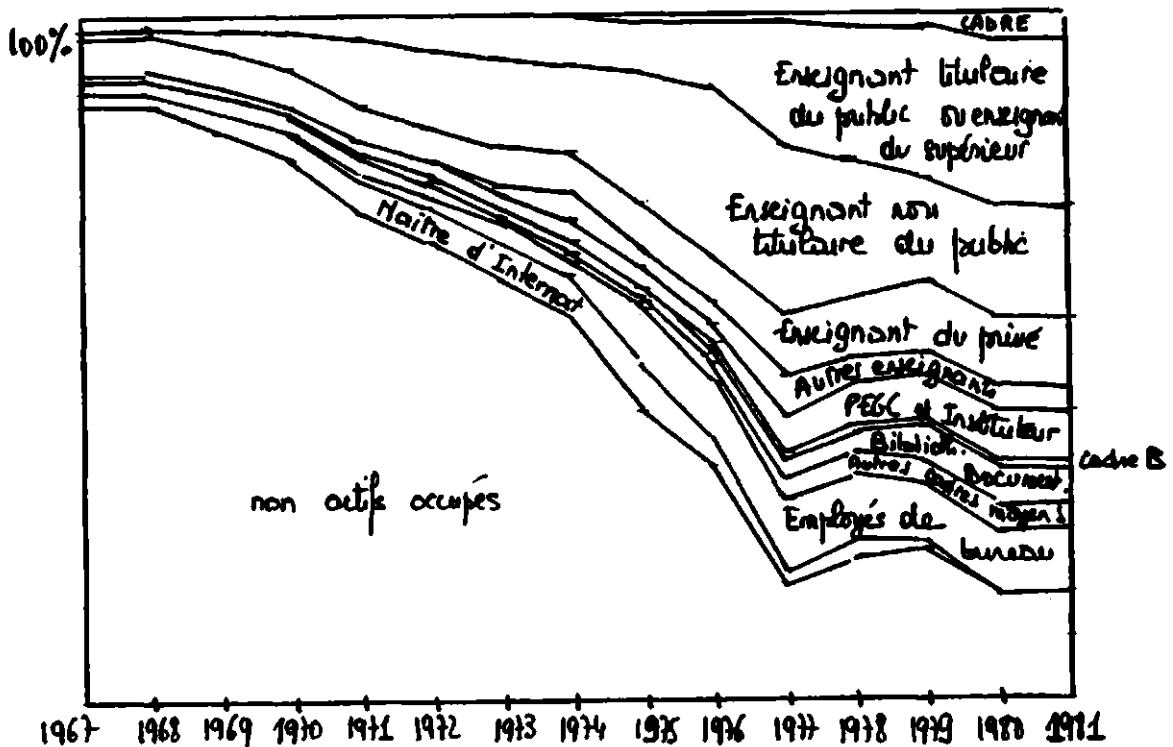 100%
CADRE
Enseignant titulaire
du public ou enseignant
du supérieur
Enseignant non
titulaire du public
Enseignant du privé
Autres enseignants
PEGC et Instituteur
cadre B
Biblioth. Document.
Autres cadres moyens
Employés de
bureau
Maître d'Internat
non actifs occupés
1967 1968 1969 1970 1971 1972 1973 1974 1975 1976 1977 1978 1979 1980 1981